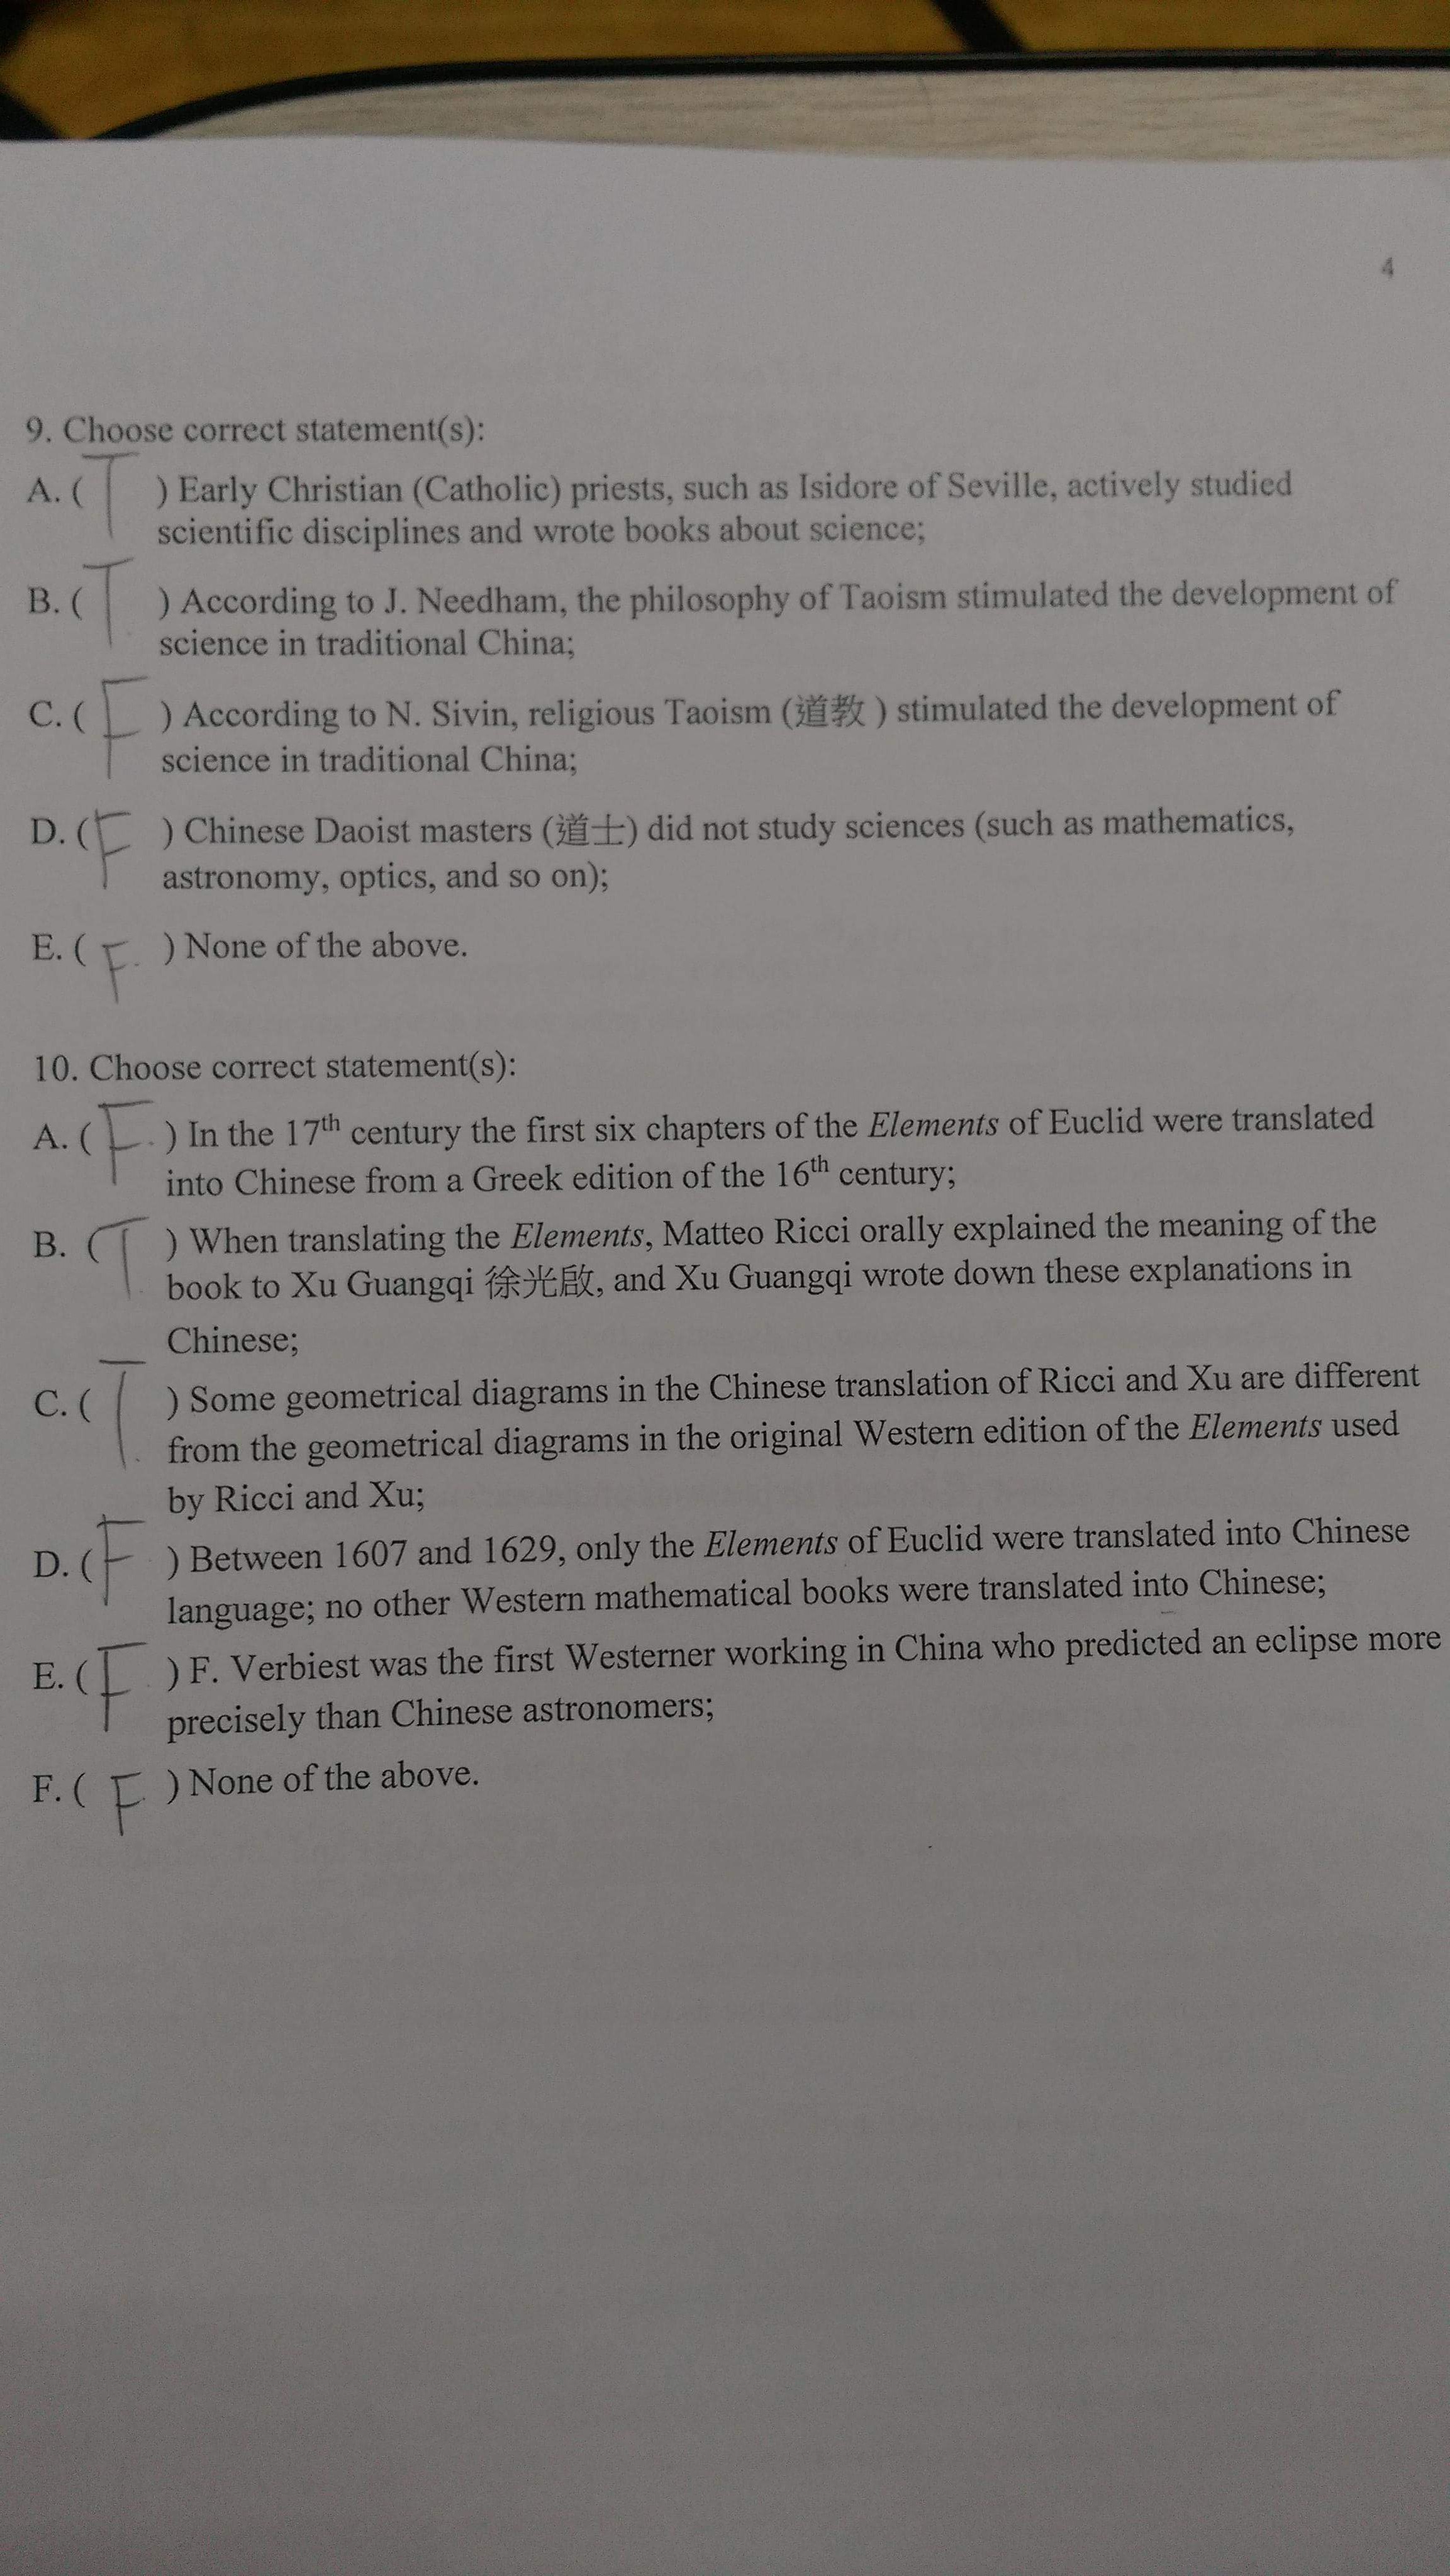 4
9. Choose correct statement(s):
A. ( T ) Early Christian (Catholic) priests, such as Isidore of Seville, actively studied
scientific disciplines and wrote books about science;
B. ( T ) According to J. Needham, the philosophy of Taoism stimulated the development of
science in traditional China;
C. ( F ) According to N. Sivin, religious Taoism (道教 ) stimulated the development of
science in traditional China;
D. ( F ) Chinese Daoist masters (道士) did not study sciences (such as mathematics,
astronomy, optics, and so on);
E. ( F ) None of the above.
10. Choose correct statement(s):
A. ( F ) In the 17th century the first six chapters of the Elements of Euclid were translated
into Chinese from a Greek edition of the 16th century;
B. ( T ) When translating the Elements, Matteo Ricci orally explained the meaning of the
book to Xu Guangqi 徐光啟, and Xu Guangqi wrote down these explanations in
Chinese;
C. ( T ) Some geometrical diagrams in the Chinese translation of Ricci and Xu are different
from the geometrical diagrams in the original Western edition of the Elements used
by Ricci and Xu;
D. ( F ) Between 1607 and 1629, only the Elements of Euclid were translated into Chinese
language; no other Western mathematical books were translated into Chinese;
E. ( F ) F. Verbiest was the first Westerner working in China who predicted an eclipse more
precisely than Chinese astronomers;
F. ( F ) None of the above.